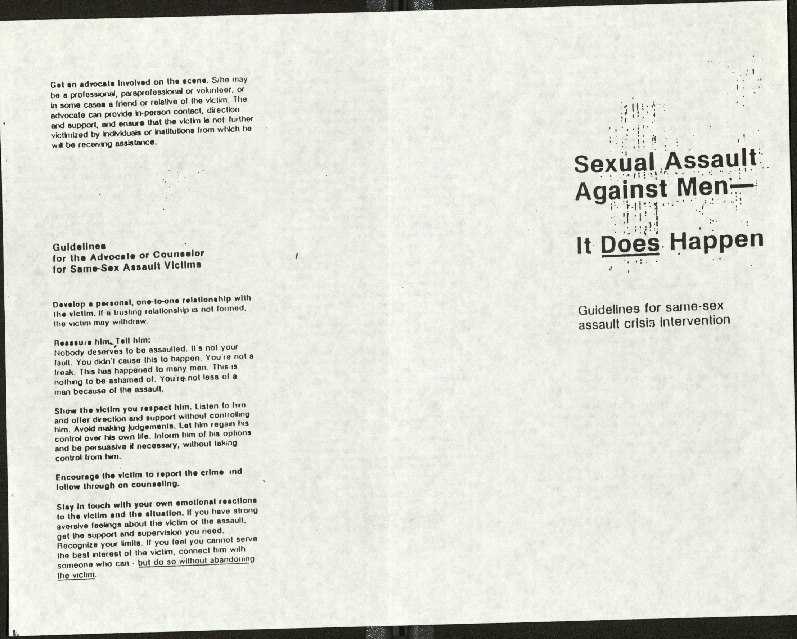 Get an advocate involved on the scene. S/he may
be a professional, paraprofessional or volunteer, or
in some cases a friend or relative of the victim. The
advocate can provide in-person contact, direction
and support, and ensure that the victim is not further
victimized by individuals or institutions from which he
will be receiving assistance.
Guidelines
for the Advocate or Counselor
for Same-Sex Assault Victims
Develop a personal, one-to-one relationship with
the victim. If a trusting relationship is not formed,
the victim may withdraw.
Reassure him. Tell him:
Nobody deserves to be assaulted. It's not your
fault. You didn't cause this to happen. You're not a
freak. This has happened to many men. This is
nothing to be ashamed of. You're not less of a
man because of the assault.
Show the victim you respect him. Listen to him
and offer direction and support without controlling
him. Avoid making judgements. Let him regain his
control over his own life. Inform him of his options
and be persuasive if necessary, without taking
control from him.
Encourage the victim to report the crime and
follow through on counseling.
Stay in touch with your own emotional reactions
to the victim and the situation. If you have strong
aversive feelings about the victim or the assault,
get the support and supervision you need.
Recognize your limits. If you feel you cannot serve
the best interest of the victim, connect him with
someone who can - but do so without abandoning
the victim.
Sexual Assault
Against Men—
It Does Happen
Guidelines for same-sex
assault crisis intervention